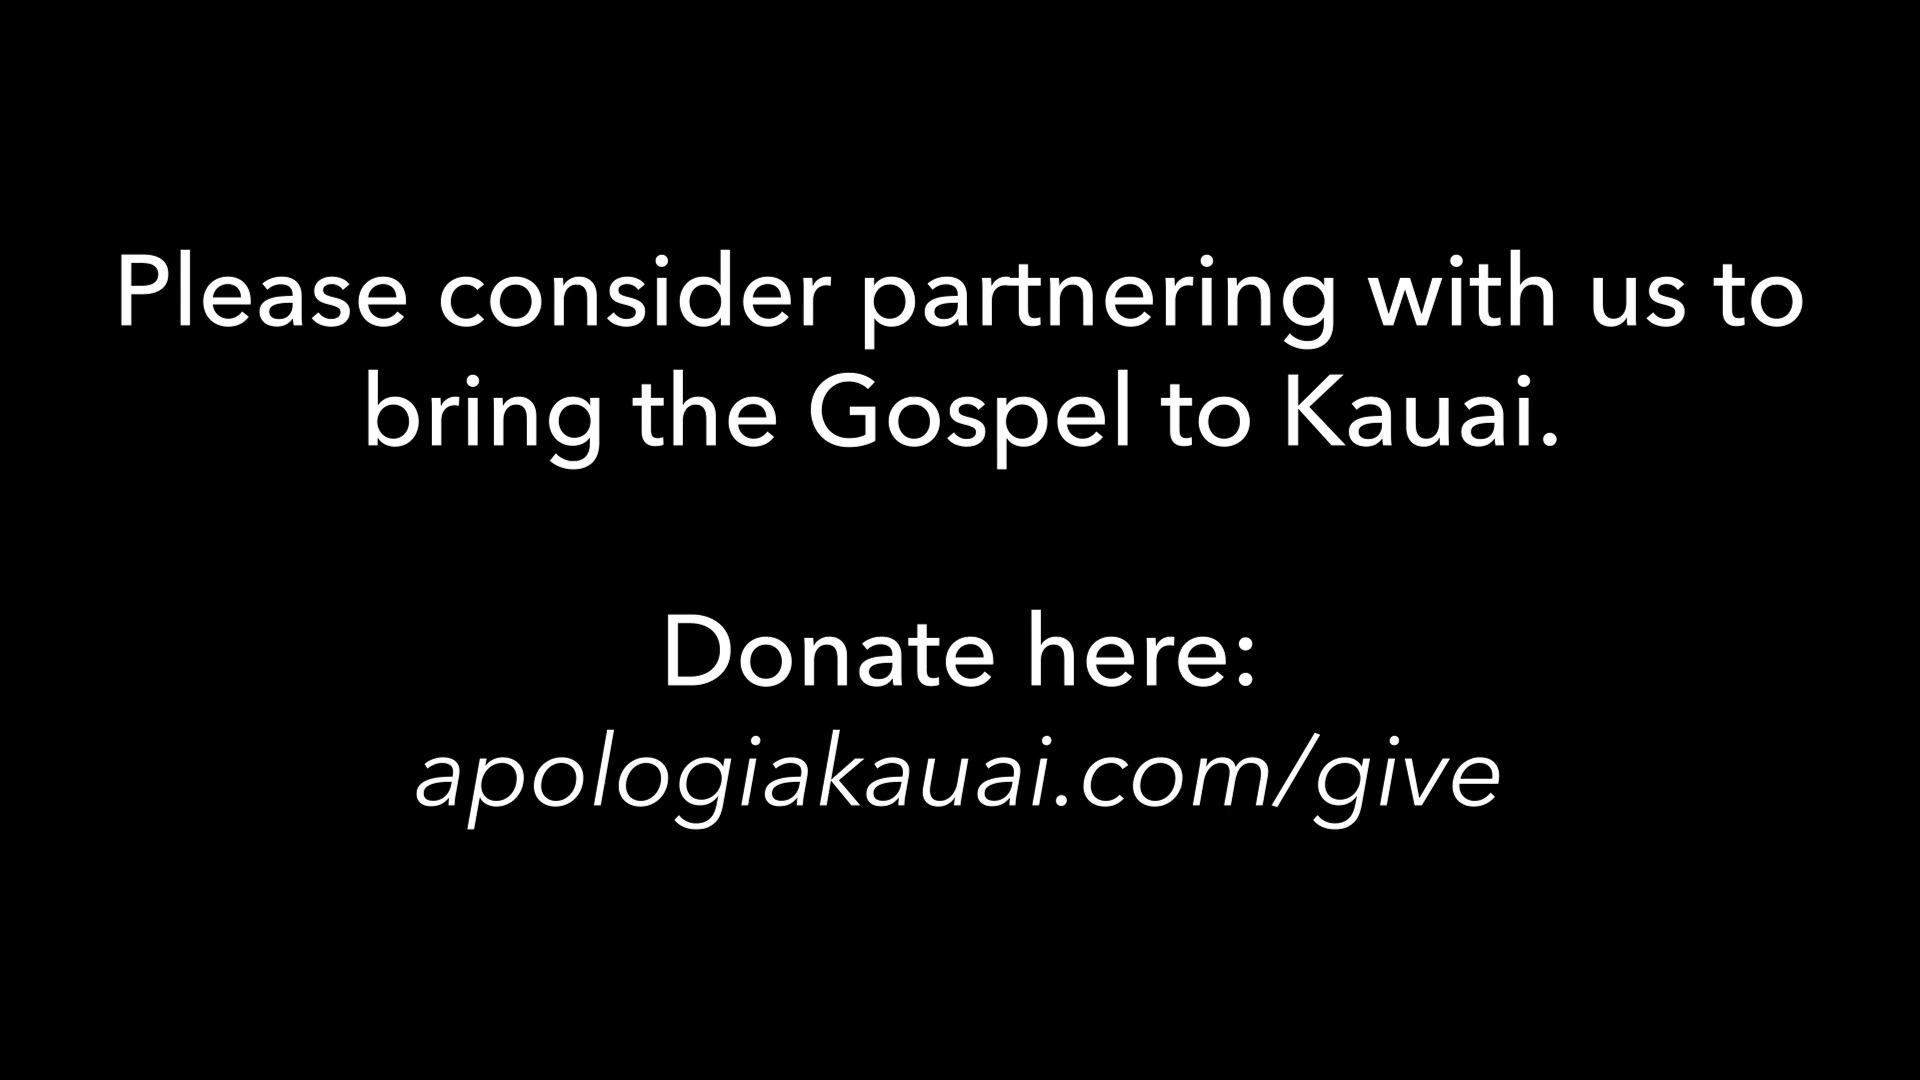 Please consider partnering with us to
bring the Gospel to Kauai.
Donate here:
apologiakauai.com/give